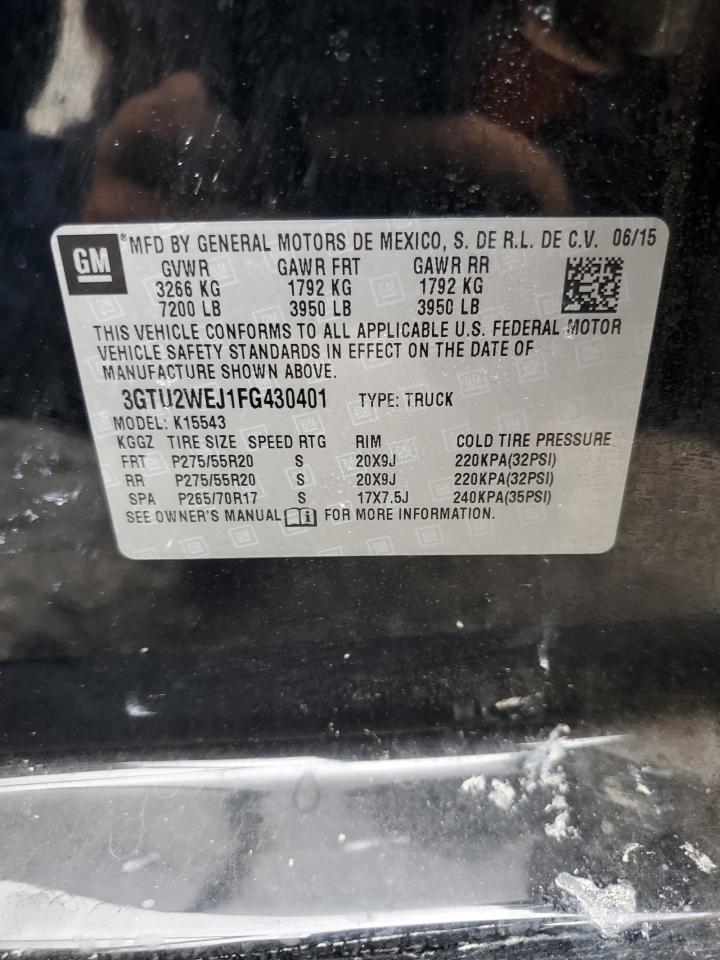 GM ®MFD BY GENERAL MOTORS DE MEXICO, S. DE R.L. DE C.V. 06/15
GVWR GAWR FRT GAWR RR
3266 KG 1792 KG 1792 KG
7200 LB 3950 LB 3950 LB
THIS VEHICLE CONFORMS TO ALL APPLICABLE U.S. FEDERAL MOTOR
VEHICLE SAFETY STANDARDS IN EFFECT ON THE DATE OF
MANUFACTURE SHOWN ABOVE.
3GTU2WEJ1FG430401 TYPE: TRUCK
MODEL: K15543
KGGZ TIRE SIZE SPEED RTG RIM COLD TIRE PRESSURE
FRT P275/55R20 S 20X9J 220KPA(32PSI)
RR P275/55R20 S 20X9J 220KPA(32PSI)
SPA P265/70R17 S 17X7.5J 240KPA(35PSI)
SEE OWNER'S MANUAL i FOR MORE INFORMATION.